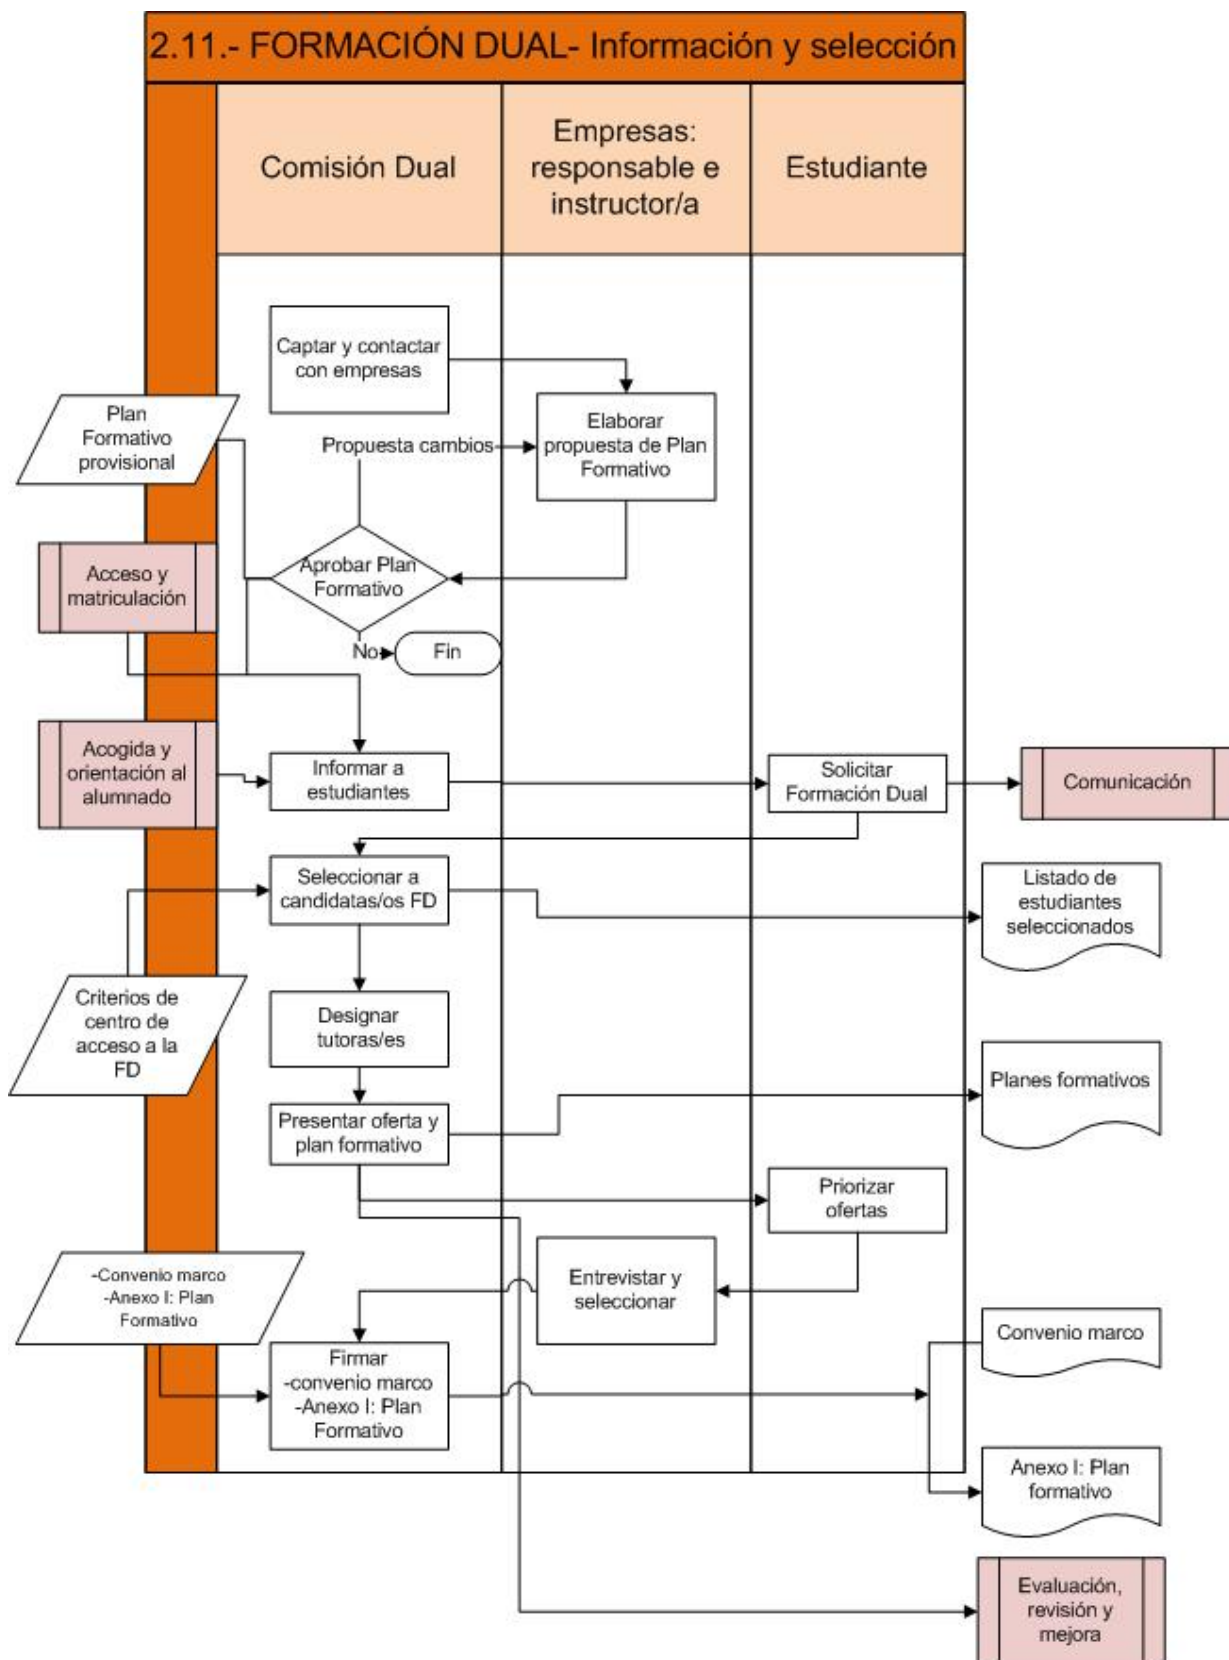 2.11.- FORMACIÓN DUAL- Información y selección
Comisión Dual
Empresas:
responsable e
instructor/a
Estudiante
Captar y contactar
con empresas
Plan
Formativo
provisional
Propuesta cambios
Elaborar
propuesta de Plan
Formativo
Acceso y
matriculación
Aprobar Plan
Formativo
No
Fin
Acogida y
orientación al
alumnado
Informar a
estudiantes
Solicitar
Formación Dual
Comunicación
Seleccionar a
candidatas/os FD
Listado de
estudiantes
seleccionados
Criterios de
centro de
acceso a la
FD
Designar
tutoras/es
Planes formativos
Presentar oferta y
plan formativo
Priorizar
ofertas
-Convenio marco
-Anexo I: Plan
Formativo
Entrevistar y
seleccionar
Convenio marco
Firmar
-convenio marco
-Anexo I: Plan
Formativo
Anexo I: Plan
formativo
Evaluación,
revisión y
mejora